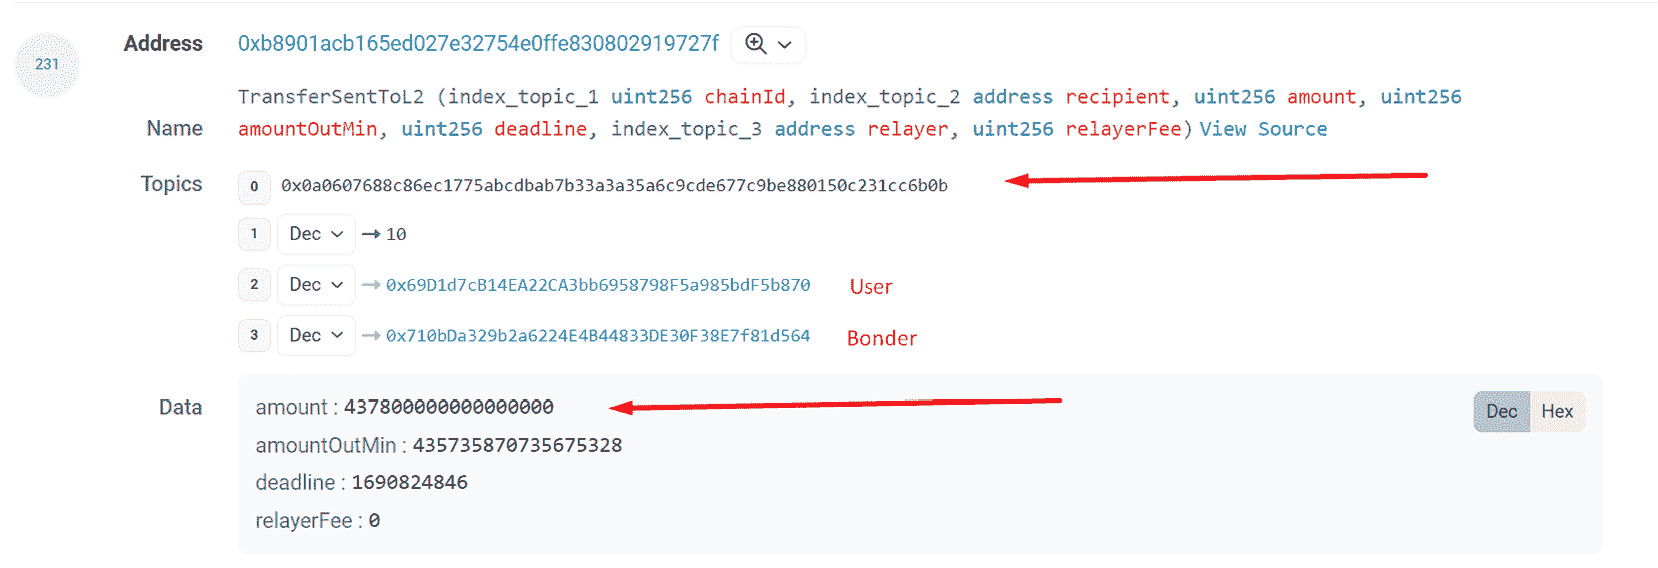 231
Address 0xb8901acb165ed027e32754e0ffe830802919727f
TransferSentToL2 (index_topic_1 uint256 chainId, index_topic_2 address recipient, uint256 amount, uint256
Name amountOutMin, uint256 deadline, index_topic_3 address relayer, uint256 relayerFee) View Source
Topics 0 0x0a0607688c86ec1775abcdbab7b33a3a35a6c9cde677c9be880150c231cc6b0b
1 Dec → 10
2 Dec → 0x69D1d7cB14EA22CA3bb6958798F5a985bdF5b870 User
3 Dec → 0x710bDa329b2a6224E4B44833DE30F38E7f81d564 Bonder
Data amount : 437800000000000000 Dec Hex
amountOutMin : 435735870735675328
deadline : 1690824846
relayerFee : 0